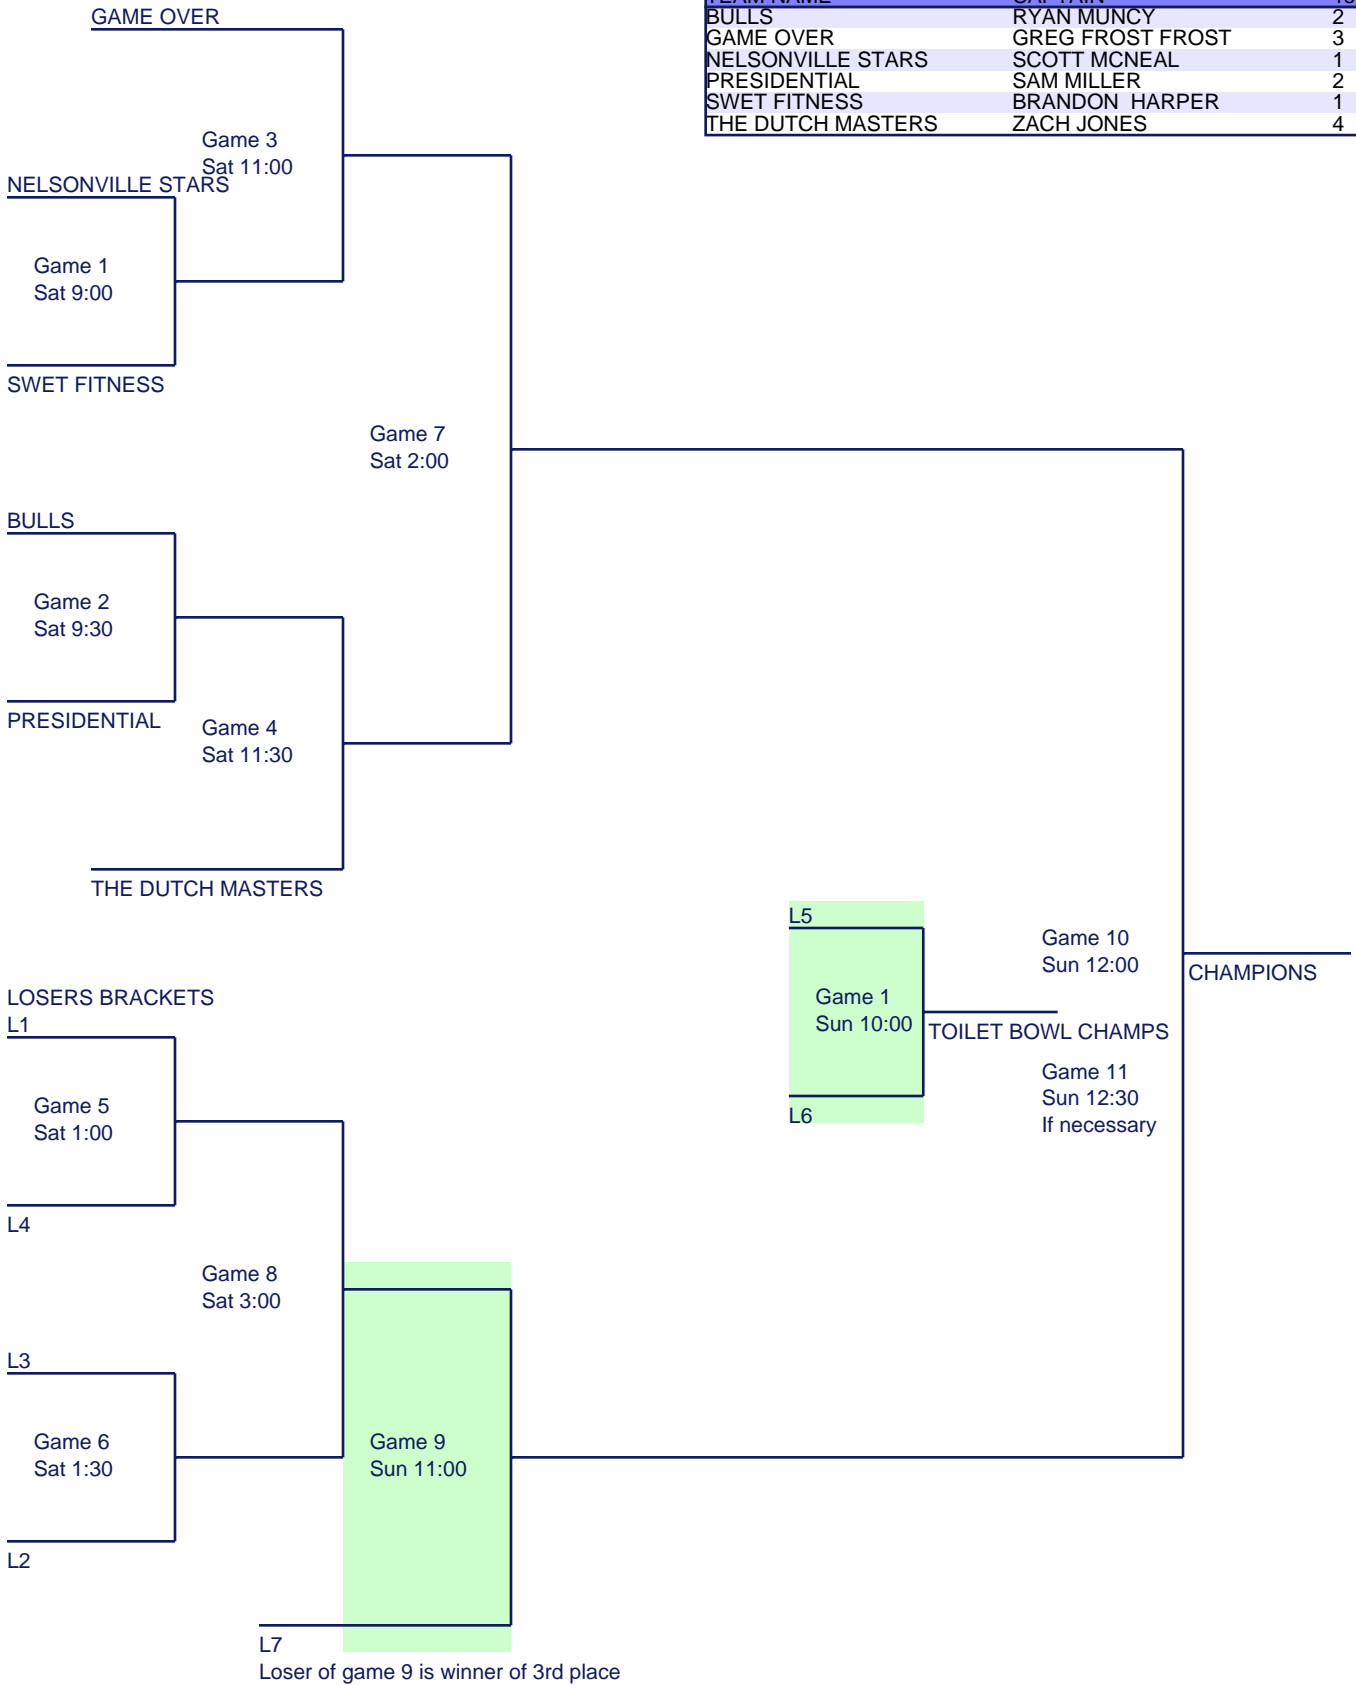 GAME OVER
TEAM NAME CAPTAIN
BULLS RYAN MUNCY 2
GAME OVER GREG FROST FROST 3
NELSONVILLE STARS SCOTT MCNEAL 1
PRESIDENTIAL SAM MILLER 2
SWET FITNESS BRANDON HARPER 1
THE DUTCH MASTERS ZACH JONES 4
Game 3
Sat 11:00
NELSONVILLE STARS
Game 1
Sat 9:00
SWET FITNESS
Game 7
Sat 2:00
BULLS
Game 2
Sat 9:30
PRESIDENTIAL
Game 4
Sat 11:30
THE DUTCH MASTERS
L5
Game 10
Sun 12:00
CHAMPIONS
Game 1
Sun 10:00
TOILET BOWL CHAMPS
Game 11
Sun 12:30
If necessary
L6
LOSERS BRACKETS
L1
Game 5
Sat 1:00
L4
Game 8
Sat 3:00
L3
Game 6
Sat 1:30
Game 9
Sun 11:00
L2
L7
Loser of game 9 is winner of 3rd place